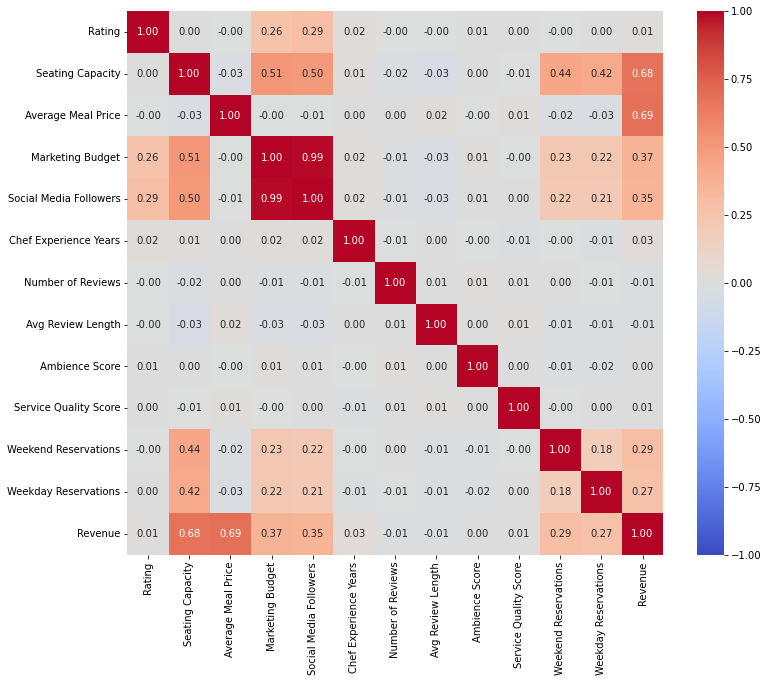 Rating 1.00 0.00 -0.00 0.26 0.29 0.02 -0.00 -0.00 0.01 0.00 -0.00 0.00 0.01
Seating Capacity 0.00 1.00 -0.03 0.51 0.50 0.01 -0.02 -0.03 0.00 -0.01 0.44 0.42 0.68
Average Meal Price -0.00 -0.03 1.00 -0.00 -0.01 0.00 0.00 0.02 -0.00 0.01 -0.02 -0.03 0.69
Marketing Budget 0.26 0.51 -0.00 1.00 0.99 0.02 -0.01 -0.03 0.01 -0.00 0.23 0.22 0.37
Social Media Followers 0.29 0.50 -0.01 0.99 1.00 0.02 -0.01 -0.03 0.01 0.00 0.22 0.21 0.35
Chef Experience Years 0.02 0.01 0.00 0.02 0.02 1.00 -0.01 0.00 -0.00 -0.01 -0.00 -0.01 0.03
Number of Reviews -0.00 -0.02 0.00 -0.01 -0.01 -0.01 1.00 0.01 0.01 0.01 0.00 -0.01 -0.01
Avg Review Length -0.00 -0.03 0.02 -0.03 -0.03 0.00 0.01 1.00 0.00 0.01 -0.01 -0.01 -0.01
Ambience Score 0.01 0.00 -0.00 0.01 0.01 -0.00 0.01 0.00 1.00 0.00 -0.01 -0.02 0.00
Service Quality Score 0.00 -0.01 0.01 -0.00 0.00 -0.01 0.01 0.01 0.00 1.00 -0.00 0.00 0.01
Weekend Reservations -0.00 0.44 -0.02 0.23 0.22 -0.00 0.00 -0.01 -0.01 -0.00 1.00 0.18 0.29
Weekday Reservations 0.00 0.42 -0.03 0.22 0.21 -0.01 -0.01 -0.01 -0.02 0.00 0.18 1.00 0.27
Revenue 0.01 0.68 0.69 0.37 0.35 0.03 -0.01 -0.01 0.00 0.01 0.29 0.27 1.00
Rating
Seating Capacity
Average Meal Price
Marketing Budget
Social Media Followers
Chef Experience Years
Number of Reviews
Avg Review Length
Ambience Score
Service Quality Score
Weekend Reservations
Weekday Reservations
Revenue
1.00
0.75
0.50
0.25
0.00
−0.25
−0.50
−0.75
−1.00